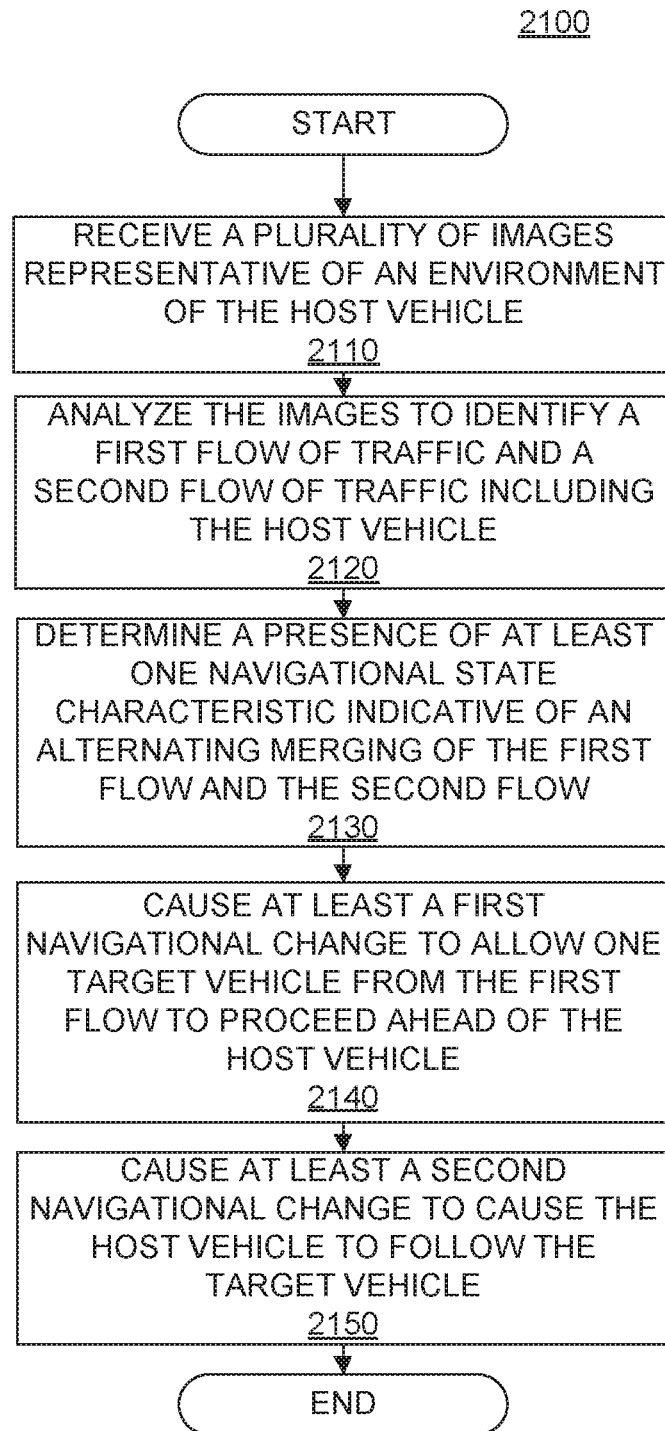 2100
START
RECEIVE A PLURALITY OF IMAGES
REPRESENTATIVE OF AN ENVIRONMENT
OF THE HOST VEHICLE
2110
ANALYZE THE IMAGES TO IDENTIFY A
FIRST FLOW OF TRAFFIC AND A
SECOND FLOW OF TRAFFIC INCLUDING
THE HOST VEHICLE
2120
DETERMINE A PRESENCE OF AT LEAST
ONE NAVIGATIONAL STATE
CHARACTERISTIC INDICATIVE OF AN
ALTERNATING MERGING OF THE FIRST
FLOW AND THE SECOND FLOW
2130
CAUSE AT LEAST A FIRST
NAVIGATIONAL CHANGE TO ALLOW ONE
TARGET VEHICLE FROM THE FIRST
FLOW TO PROCEED AHEAD OF THE
HOST VEHICLE
2140
CAUSE AT LEAST A SECOND
NAVIGATIONAL CHANGE TO CAUSE THE
HOST VEHICLE TO FOLLOW THE
TARGET VEHICLE
2150
END